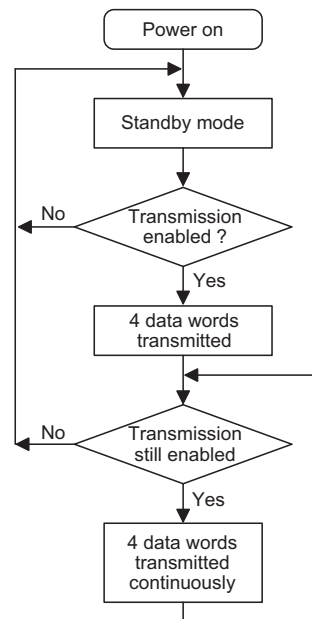 Power on
Standby mode
No
Transmission
enabled ?
Yes
4 data words
transmitted
No
Transmission
still enabled
Yes
4 data words
transmitted
continuously